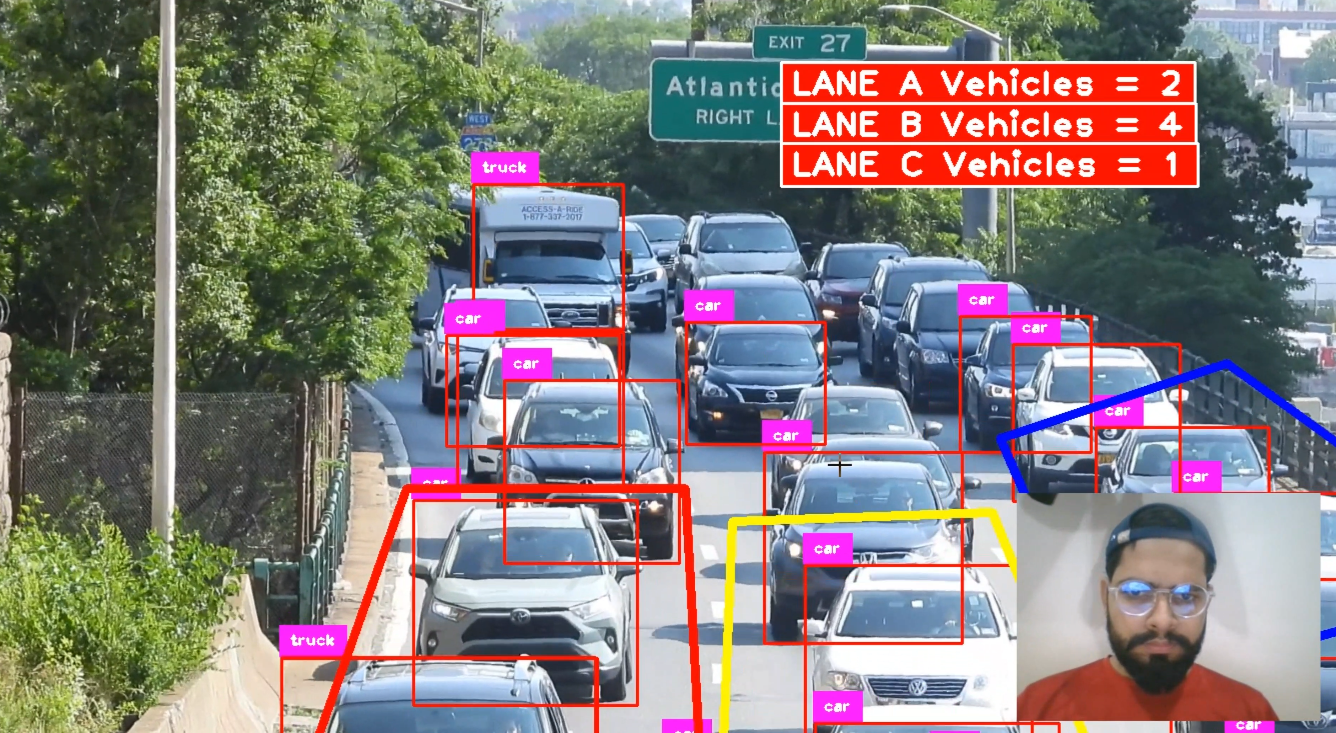 EXIT 27
Atlantic
RIGHT L
LANE A Vehicles = 2
LANE B Vehicles = 4
LANE C Vehicles = 1
WEST
truck
ACCESS-A-RIDE
1-877-337-2017
car
car
car
car
car
car
car
car
car
car
truck
car
car